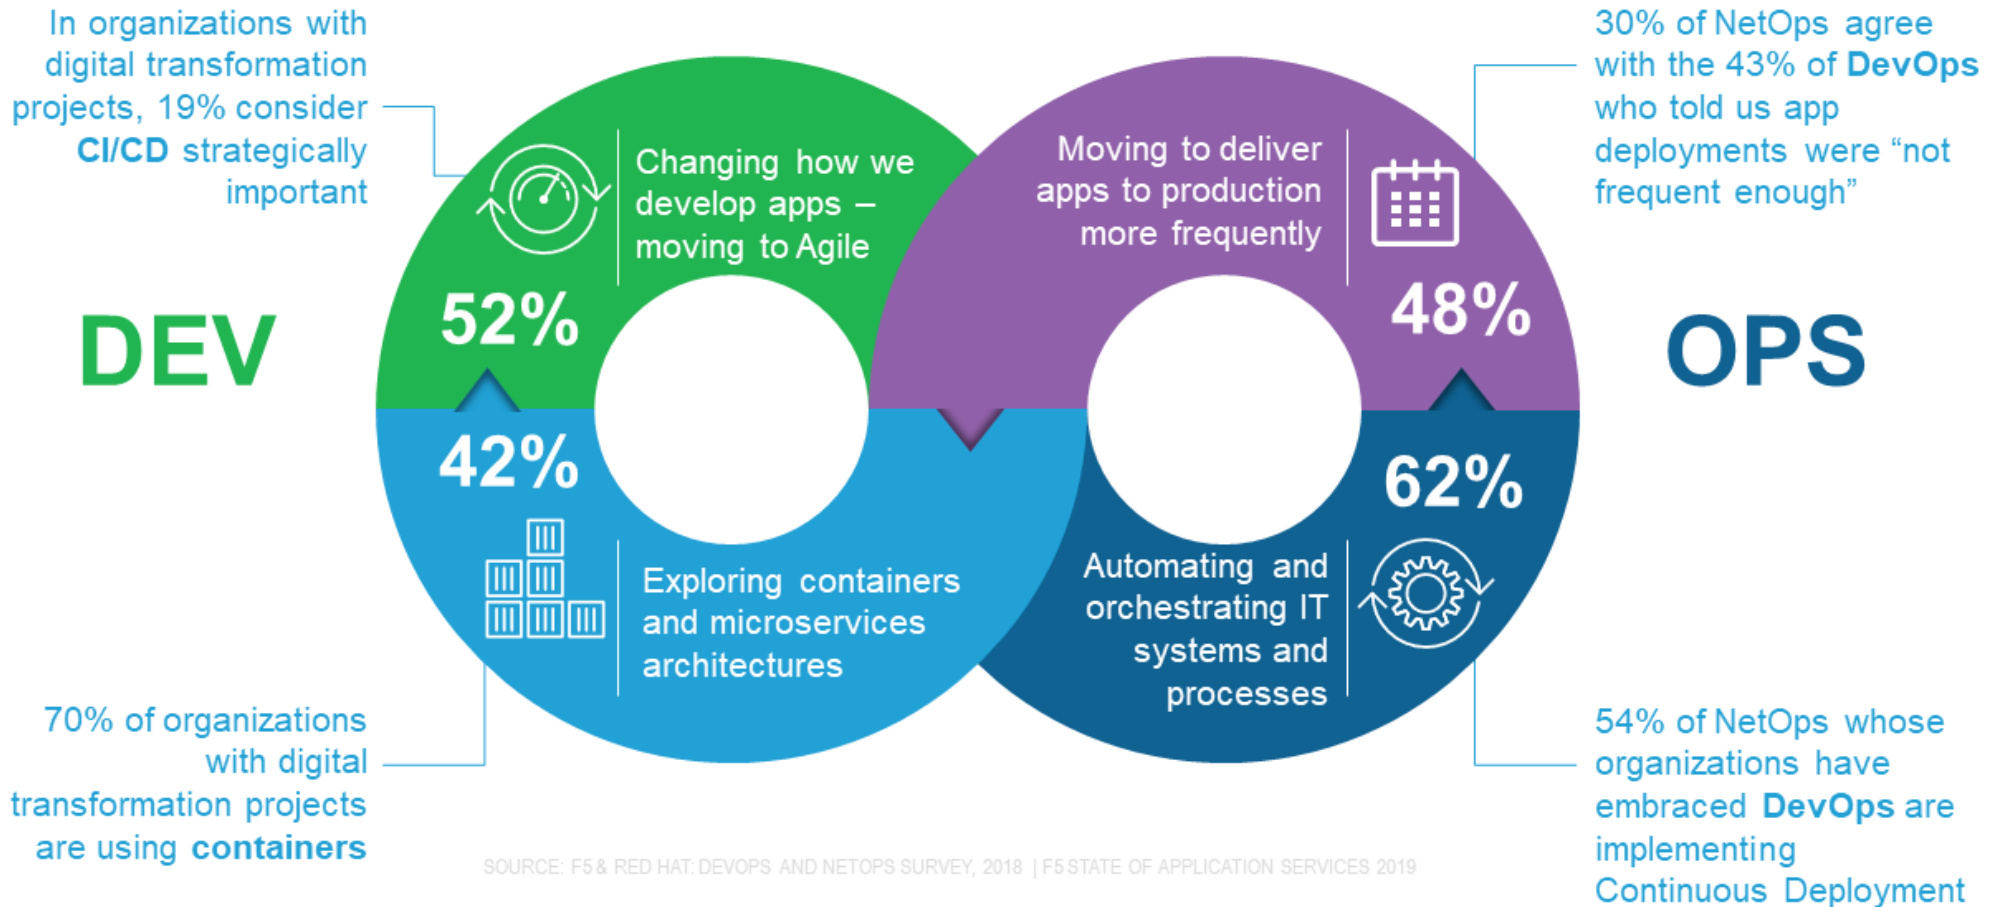 In organizations with
digital transformation
projects, 19% consider
CI/CD strategically
important
30% of NetOps agree
with the 43% of DevOps
who told us app
deployments were “not
frequent enough”
Changing how we
develop apps –
moving to Agile
52%
Moving to deliver
apps to production
more frequently
48%
DEV
OPS
42%
Exploring containers
and microservices
architectures
62%
Automating and
orchestrating IT
systems and
processes
70% of organizations
with digital
transformation projects
are using containers
54% of NetOps whose
organizations have
embraced DevOps are
implementing
Continuous Deployment
SOURCE: F5 & RED HAT: DEVOPS AND NETOPS SURVEY, 2018 | F5 STATE OF APPLICATION SERVICES 2019